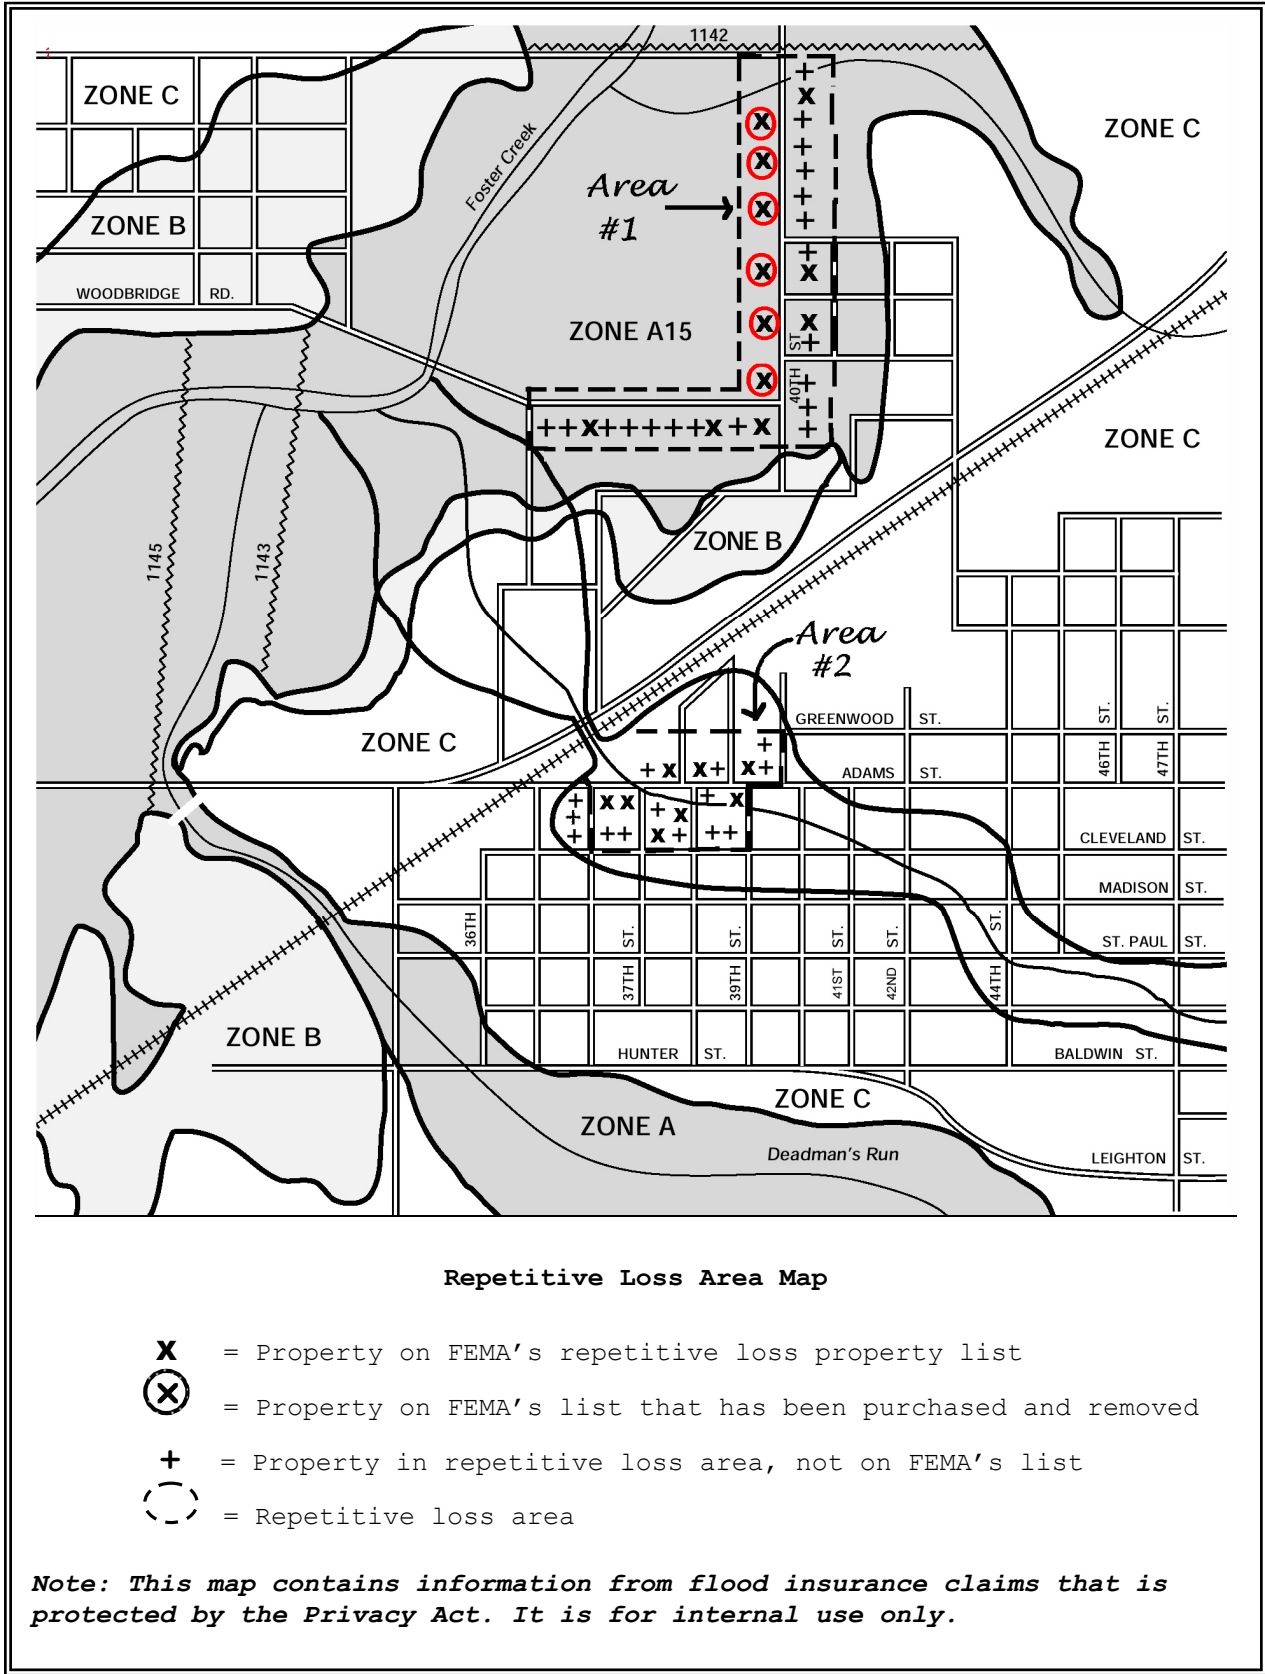 1142
ZONE C
ZONE C
Foster Creek
Area
#1
ZONE B
WOODBRIDGE RD.
ZONE A15
40TH ST
ZONE C
1145
1143
ZONE B
Area
#2
GREENWOOD ST.
46TH ST.
47TH ST.
ZONE C
ADAMS ST.
CLEVELAND ST.
MADISON ST.
36TH
37TH ST.
39TH ST.
41ST ST.
42ND ST.
44TH ST.
ST. PAUL ST.
ZONE B
HUNTER ST.
BALDWIN ST.
ZONE C
ZONE A
Deadman's Run
LEIGHTON ST.
Repetitive Loss Area Map
x = Property on FEMA’s repetitive loss property list
x = Property on FEMA’s list that has been purchased and removed
+ = Property in repetitive loss area, not on FEMA’s list
= Repetitive loss area
Note: This map contains information from flood insurance claims that is
protected by the Privacy Act. It is for internal use only.